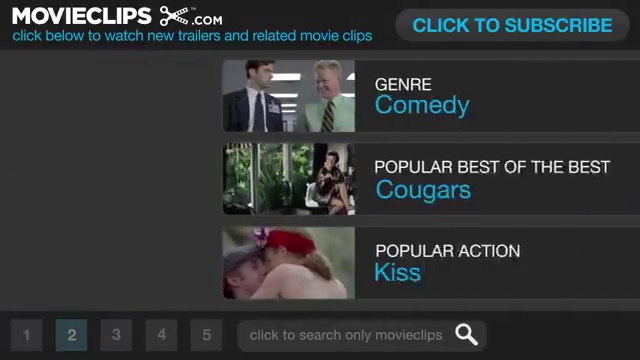 MOVIECLIPS .COM
click below to watch new trailers and related movie clips
CLICK TO SUBSCRIBE
GENRE
Comedy
POPULAR BEST OF THE BEST
Cougars
POPULAR ACTION
Kiss
1 2 3 4 5
click to search only movieclips